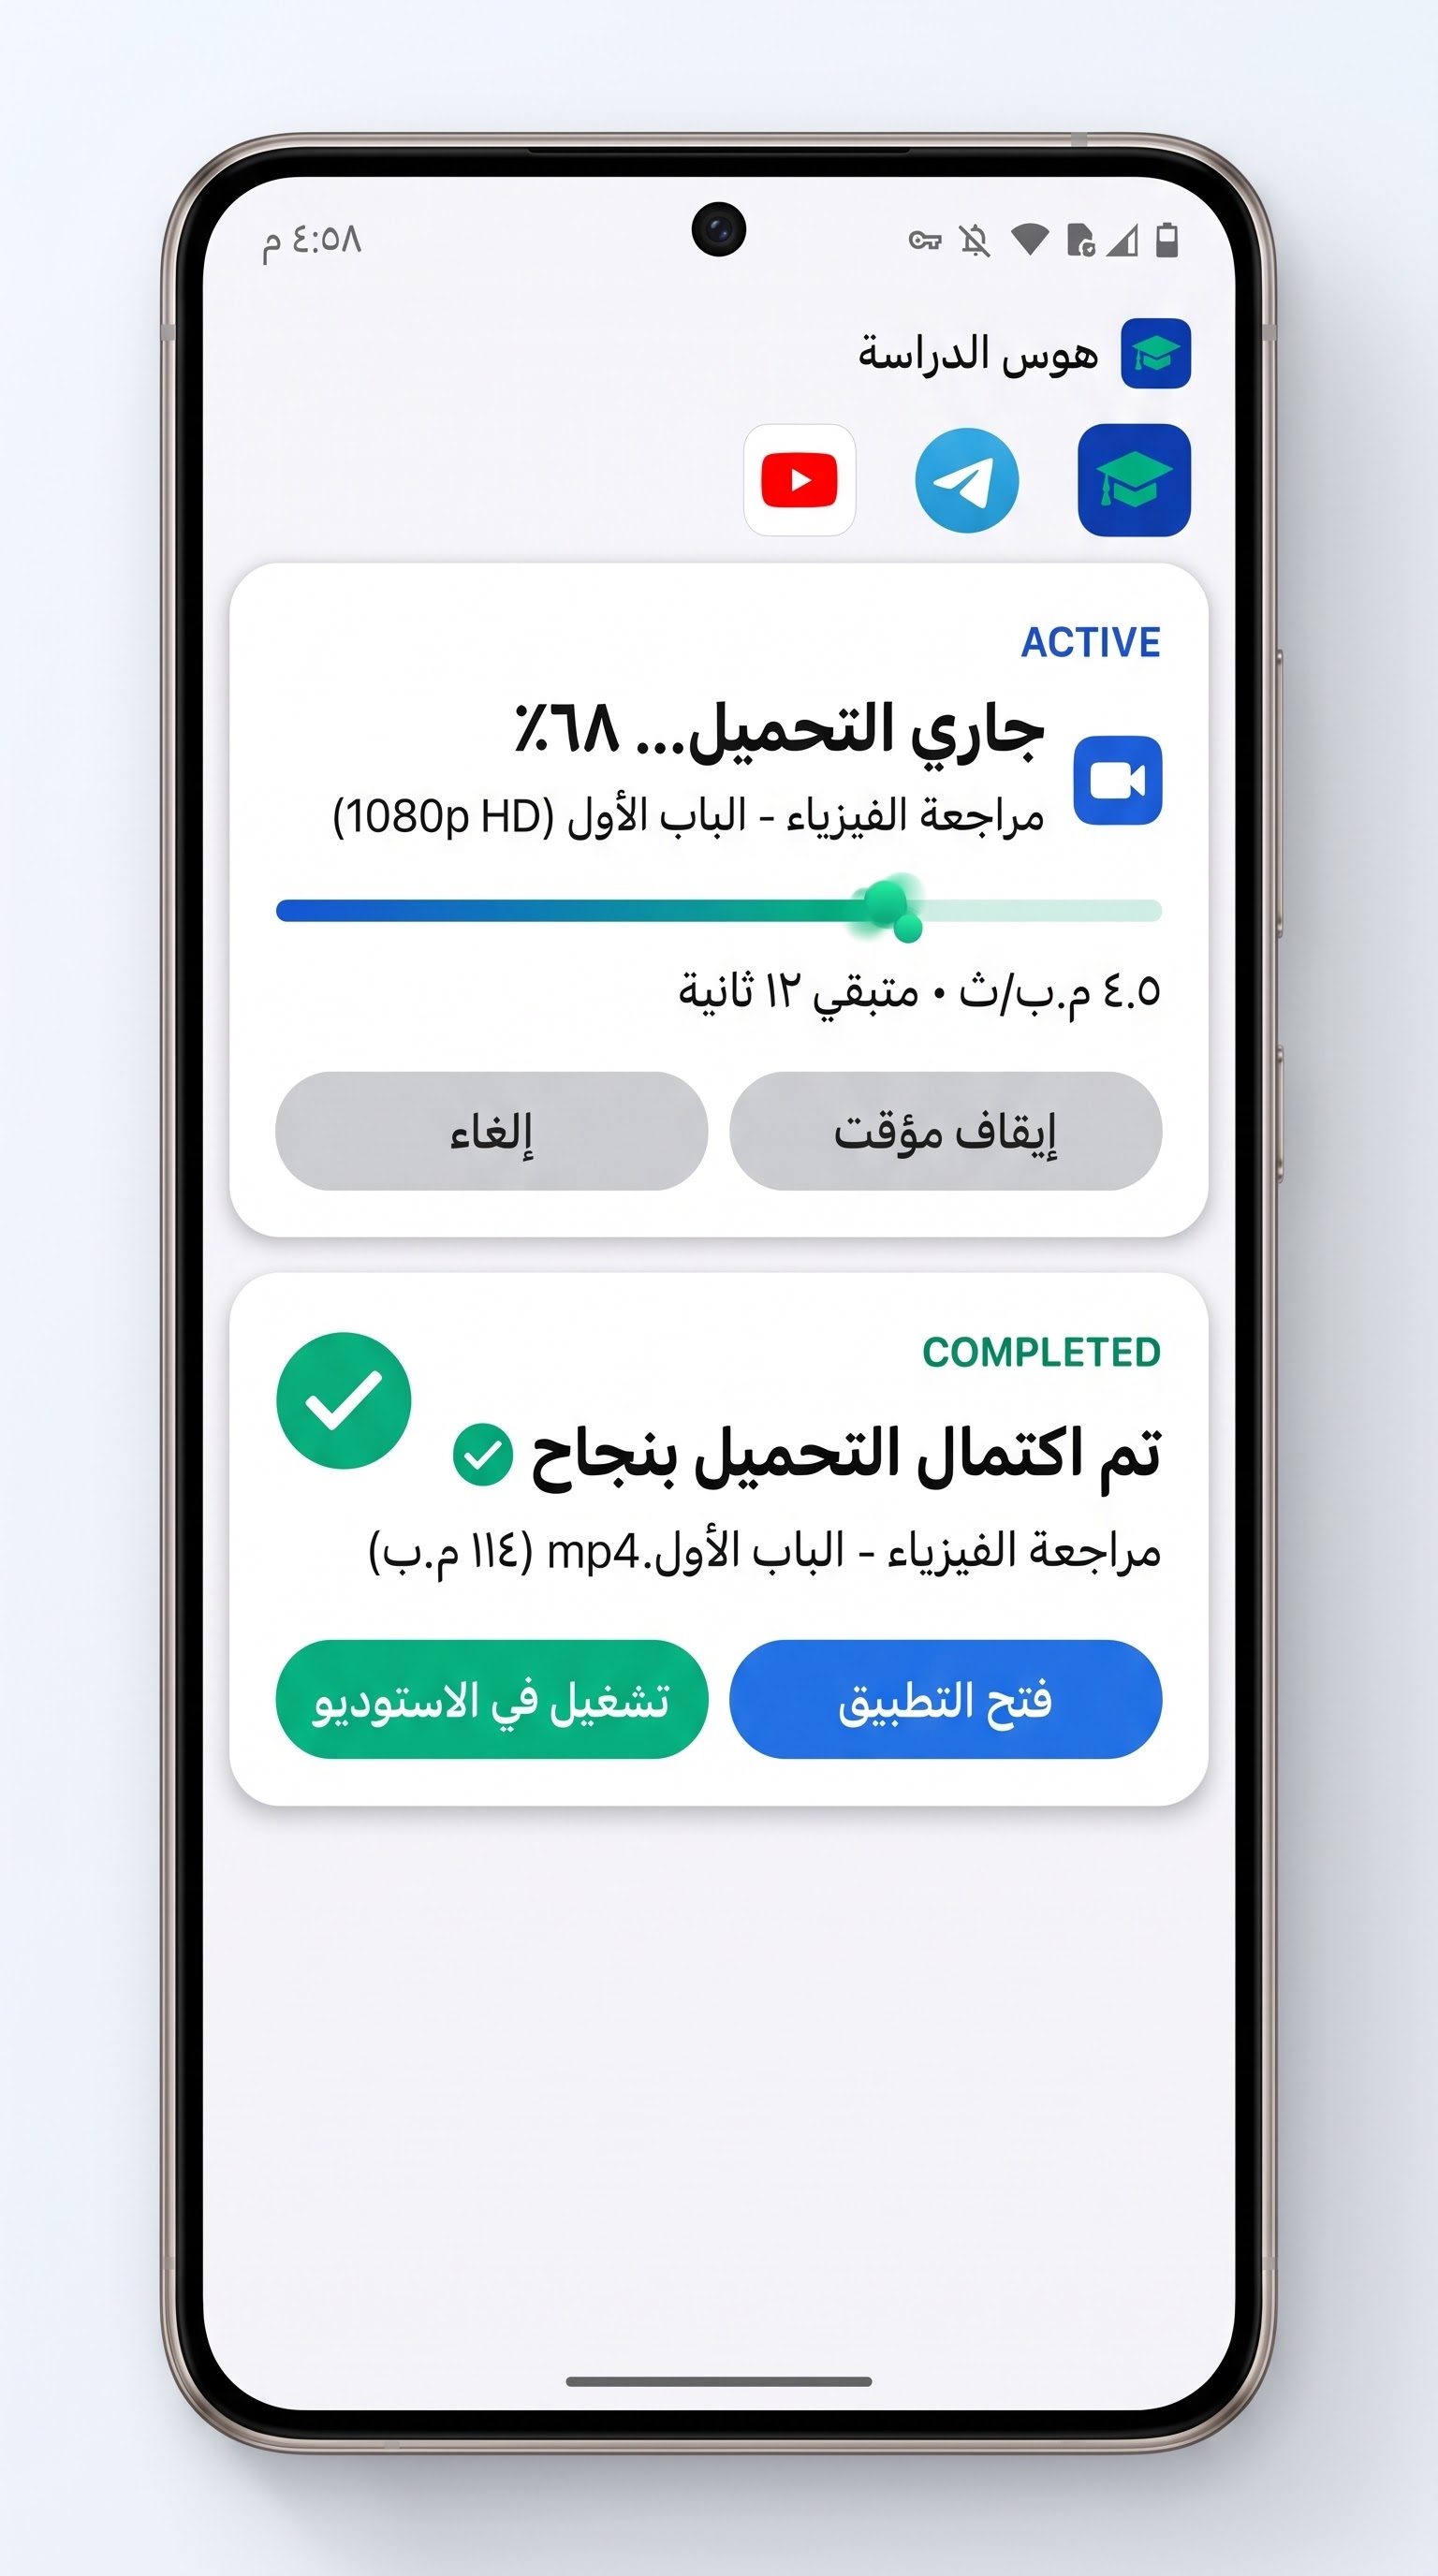 ٤:٥٨ م
هوس الدراسة
ACTIVE
جاري التحميل... ٦٨٪
مراجعة الفيزياء - الباب الأول (1080p HD)
٤.٥ م.ب/ث • متبقي ١٢ ثانية
إيقاف مؤقت
إلغاء
COMPLETED
تم اكتمال التحميل بنجاح
مراجعة الفيزياء - الباب الأول.mp4 (١١٤ م.ب)
فتح التطبيق
تشغيل في الاستوديو